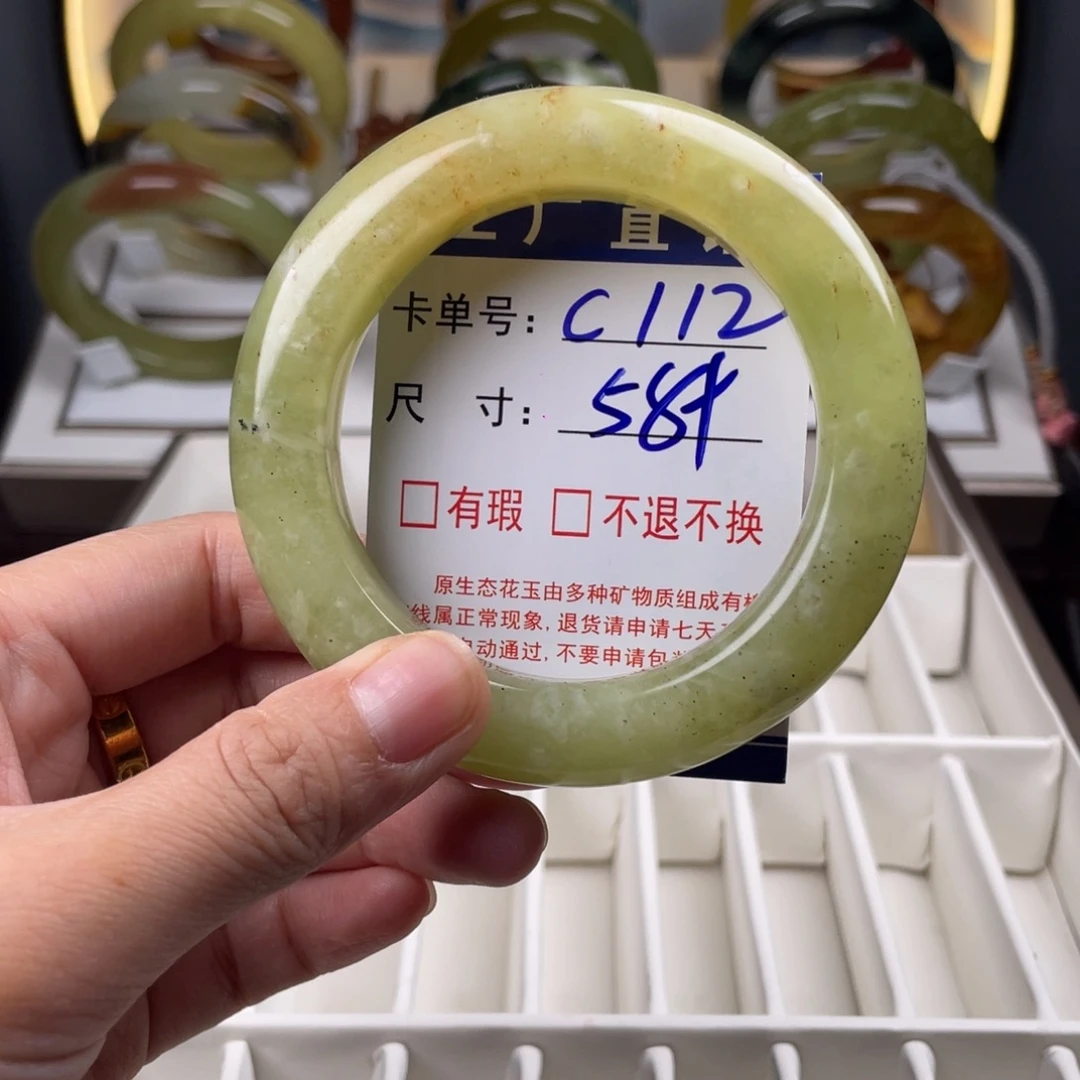 厂直
卡单号: C112
尺 寸: 58
□有瑕 □不退不换
原生态花玉由多种矿物质组成有
线属正常现象, 退货请申请七天
动通过, 不要申请包